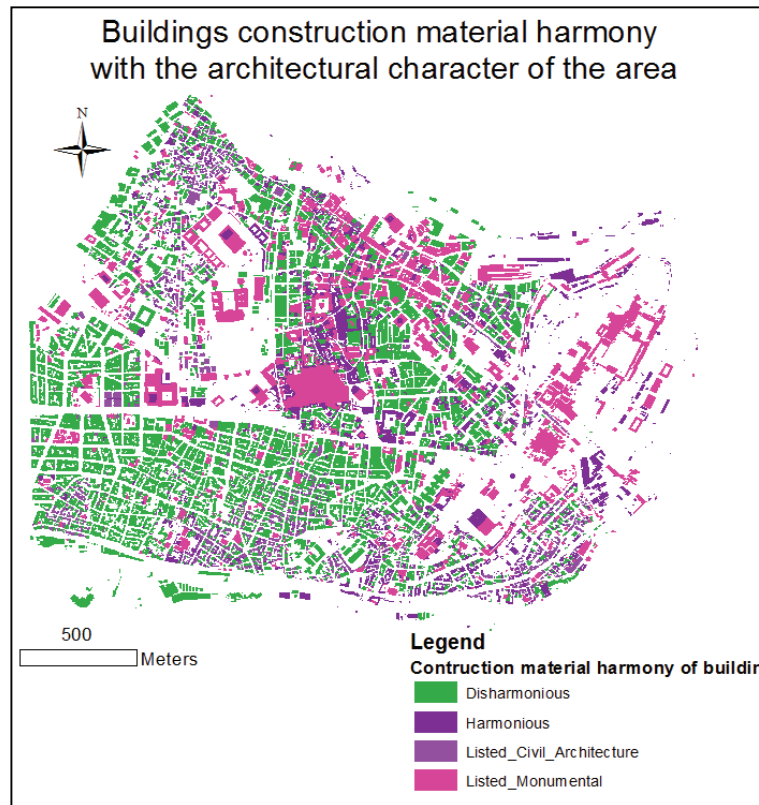 Buildings construction material harmony
with the architectural character of the area
N
500
Meters
Legend
Contruction material harmony of buildin
Disharmonious
Harmonious
Listed_Civil_Architecture
Listed_Monumental